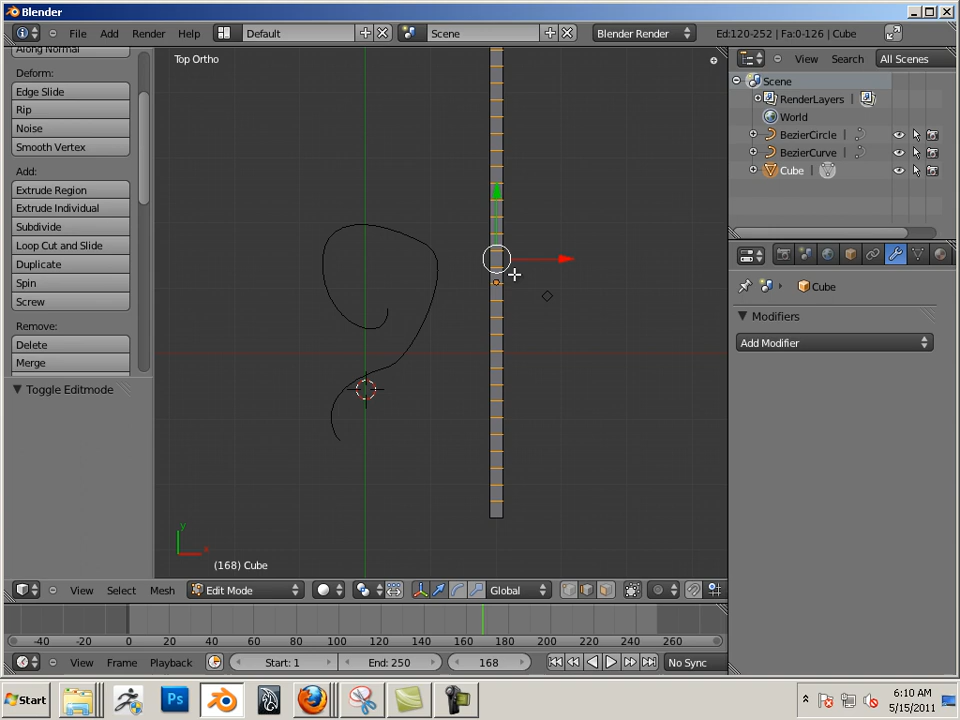 Blender
File Add Render Help Default Scene Blender Render Ed:120-252 | Fa:0-126 | Cube
Along Normal
Deform:
Edge Slide
Rip
Noise
Smooth Vertex
Add:
Extrude Region
Extrude Individual
Subdivide
Loop Cut and Slide
Duplicate
Spin
Screw
Remove:
Delete
Merge
Toggle Editmode
Top Ortho
y
x
(168) Cube
View Search All Scenes
Scene
RenderLayers |
World
BezierCircle |
BezierCurve |
Cube |
Cube
Modifiers
Add Modifier
View Select Mesh Edit Mode Global
-40 -20 0 20 40 60 80 100 120 140 160 180 200 220 240 260
View Frame Playback Start: 1 End: 250 168 No Sync
Start Ps 6:10 AM
5/15/2011